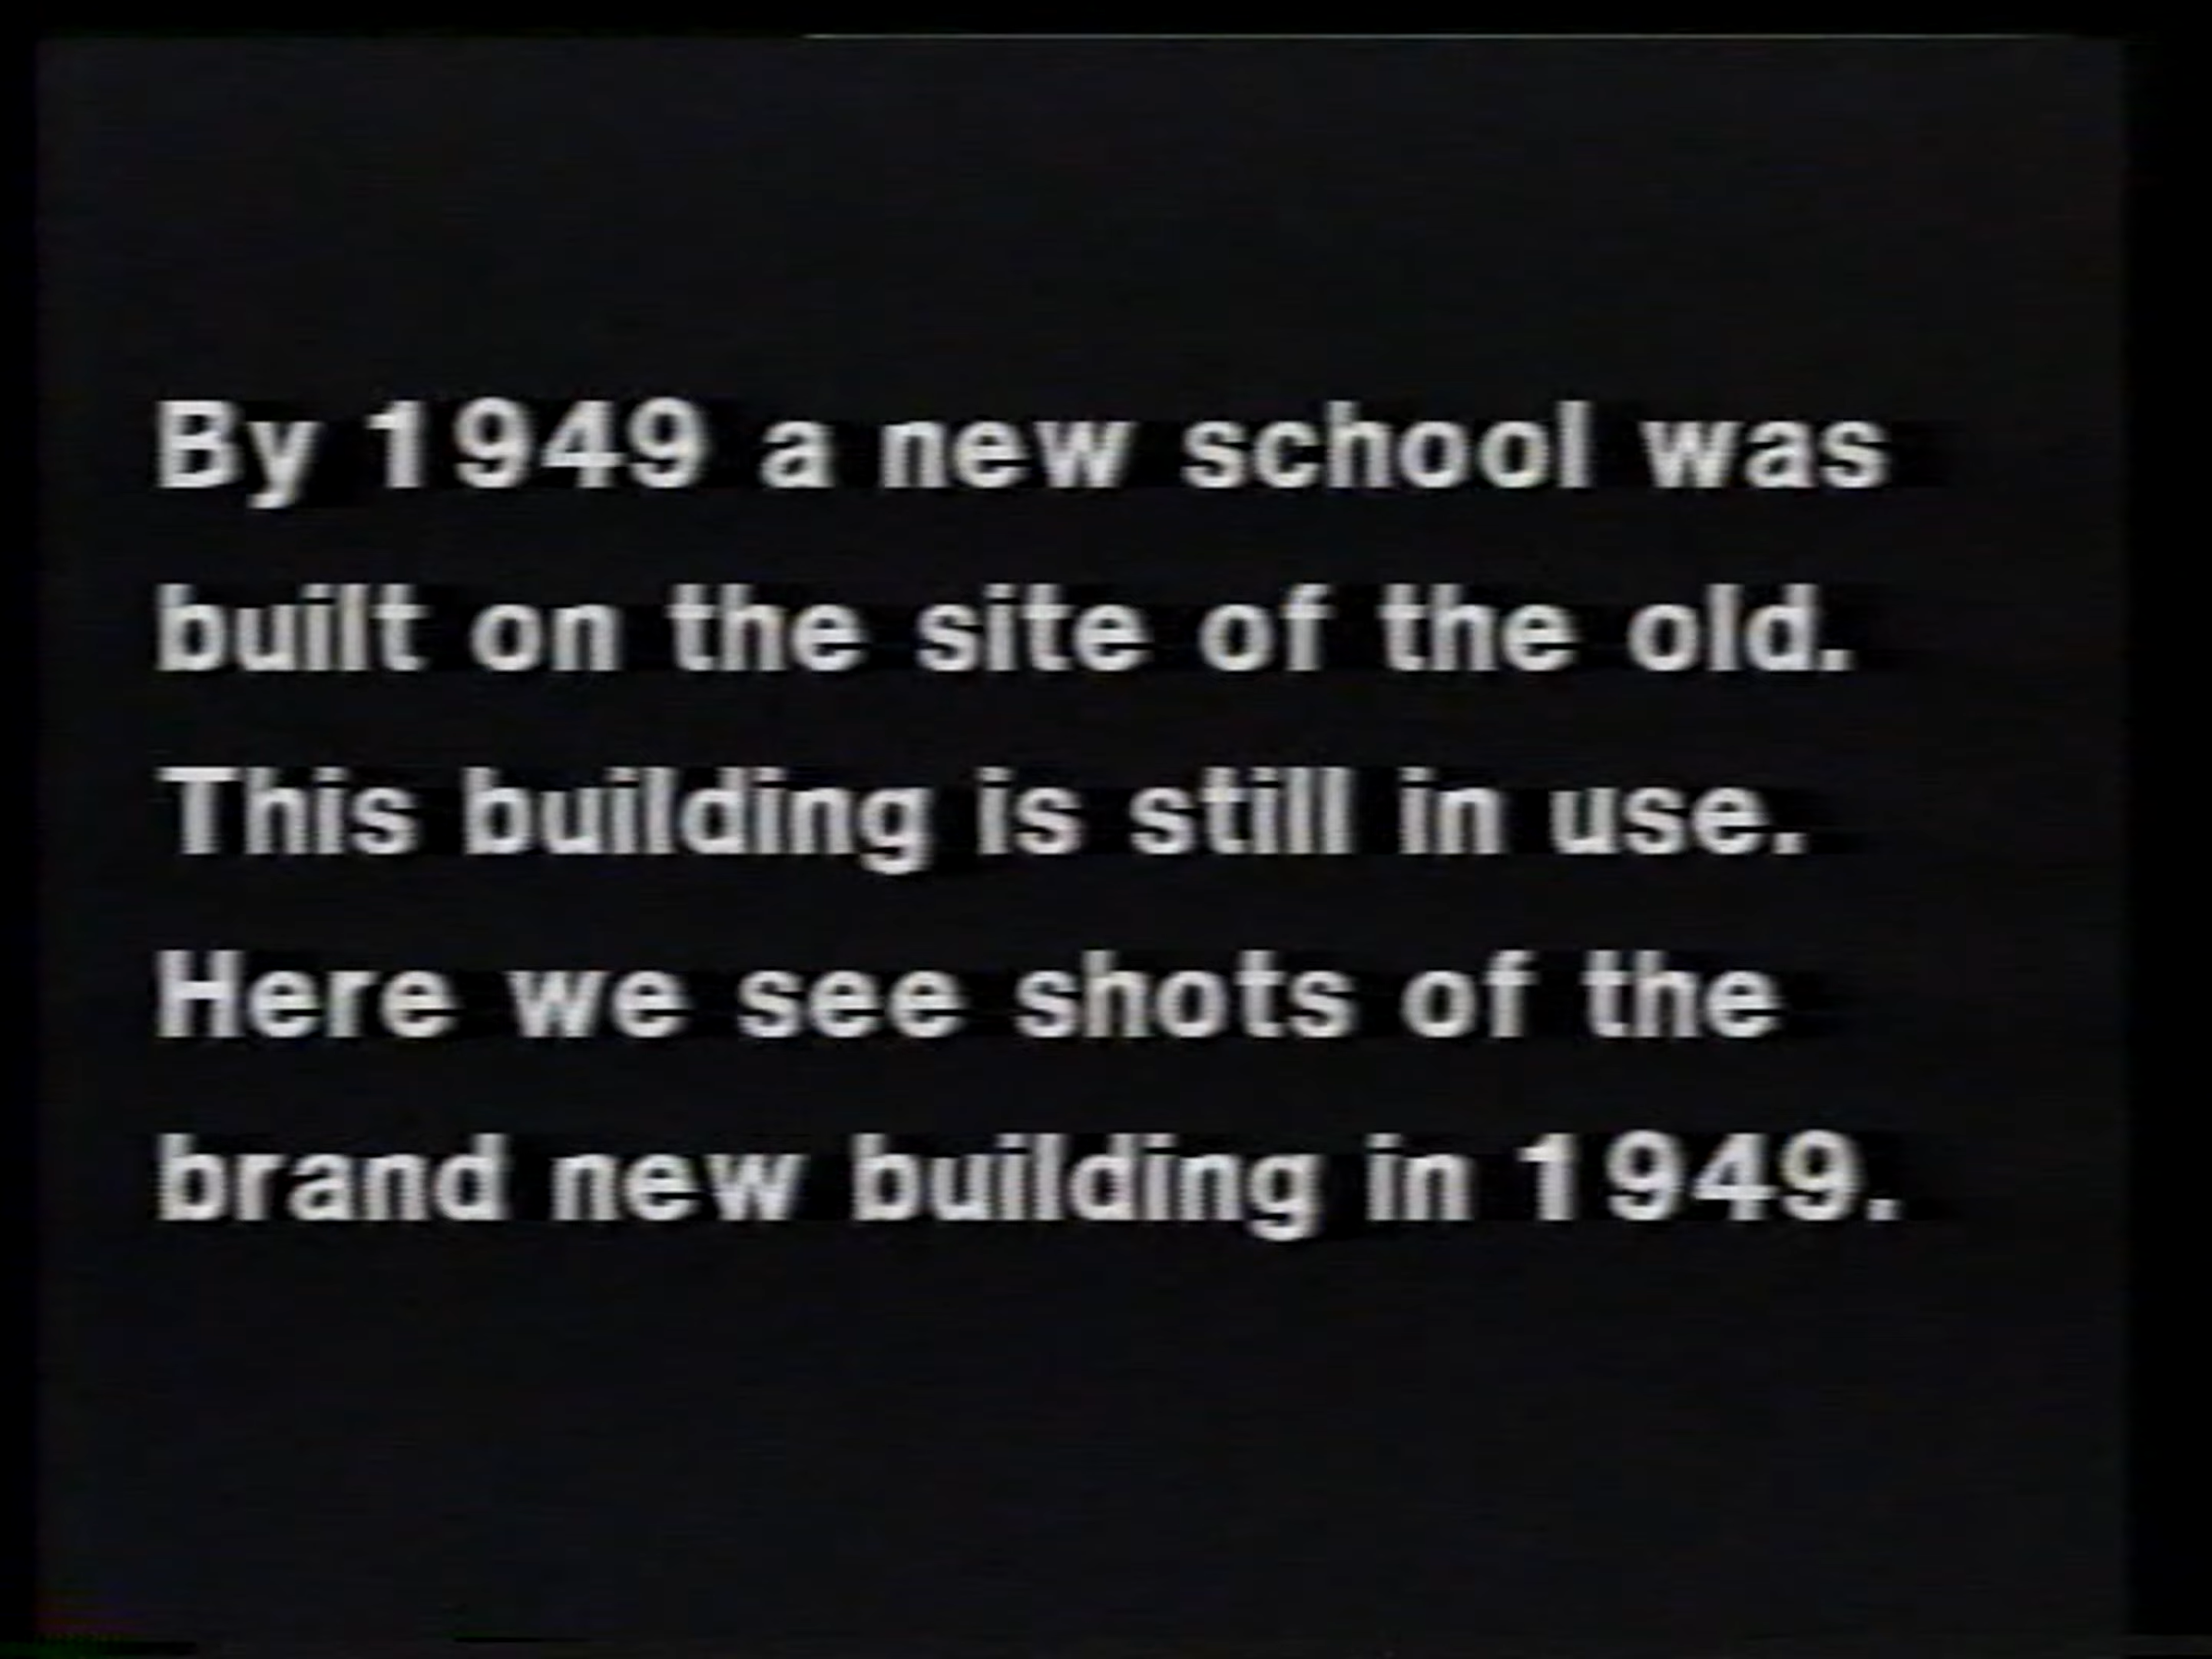 By 1949 a new school was
built on the site of the old.
This building is still in use.
Here we see shots of the
brand new building in 1949.